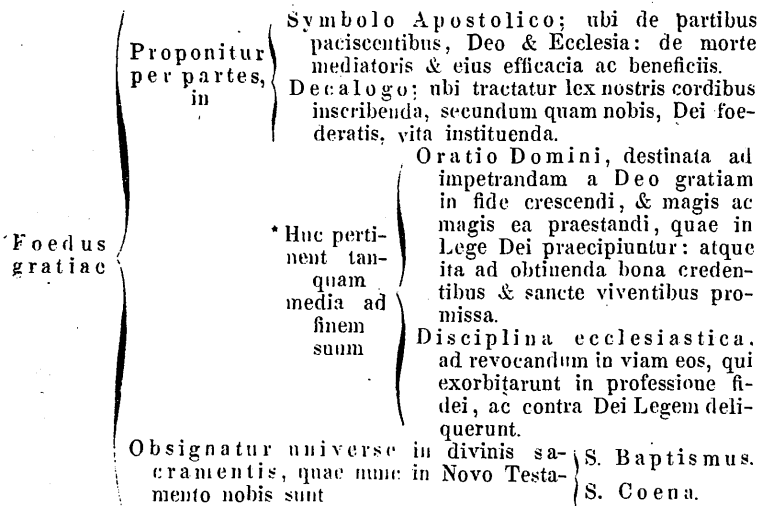 Foedus
gratiae
Proponitur
per partes,
in
Symbolo Apostolico; ubi de partibus
paciscentibus, Deo & Ecclesia: de morte
mediatoris & eius efficacia ac beneficiis.
Decalogo; ubi tractatur lex nostris cordibus
inscribenda, secundum quam nobis, Dei foe-
deratis, vita instituenda.
* Huc perti-
nent tan-
quam
media ad
finem
suum
Oratio Domini, destinata ad
impetrandam a Deo gratiam
in fide crescendi, & magis ac
magis ea praestandi, quae in
Lege Dei praecipiuntur: atque
ita ad obtinenda bona creden-
tibus & sancte viventibus pro-
missa.
Disciplina ecclesiastica,
ad revocandum in viam eos, qui
exorbitarunt in professione fi-
dei, ac contra Dei Legem deli-
querunt.
Obsignatur universe in divinis sa-
cramentis, quae nunc in Novo Testa-
mento nobis sunt
S. Baptismus.
S. Coena.